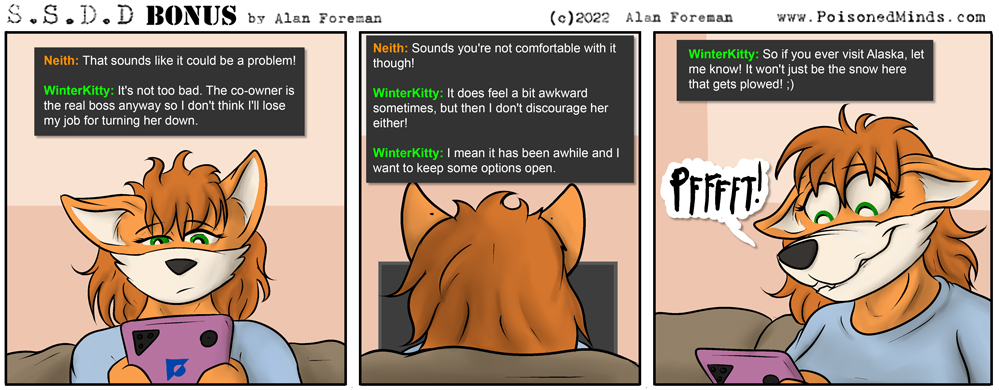 S.S.D.D BONUS by Alan Foreman (c)2022 Alan Foreman www.PoisonedMinds.com
Neith: That sounds like it could be a problem!
WinterKitty: It's not too bad. The co-owner is
the real boss anyway so I don't think I'll lose
my job for turning her down.
Neith: Sounds you're not comfortable with it
though!
WinterKitty: It does feel a bit awkward
sometimes, but then I don't discourage her
either!
WinterKitty: I mean it has been awhile and I
want to keep some options open.
WinterKitty: So if you ever visit Alaska, let
me know! It won't just be the snow here
that gets plowed! ;)
PFFFFFT!